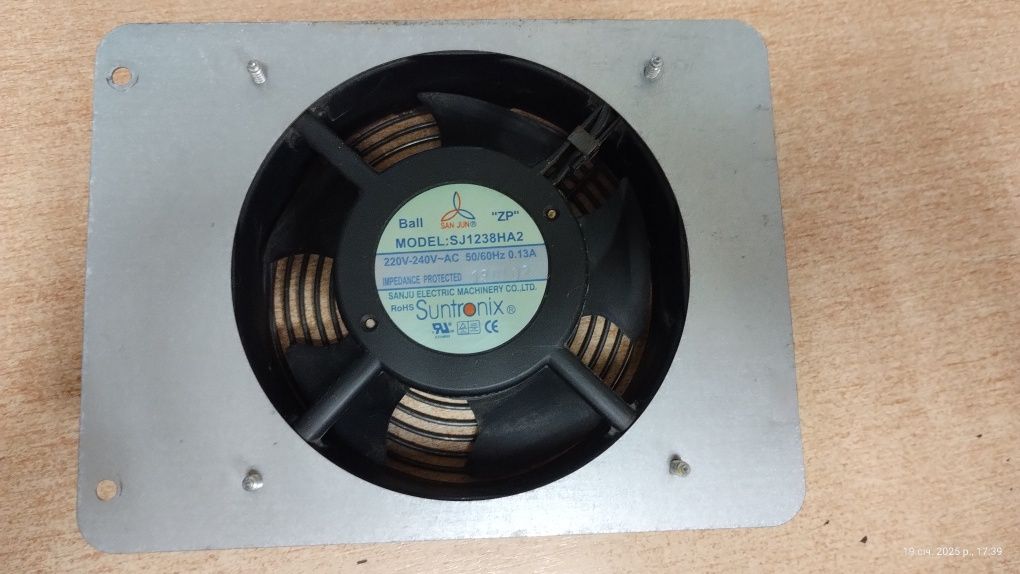 Ball SAN JUN® "ZP"
MODEL:SJ1238HA2
220V-240V~AC 50/60Hz 0.13A
IMPEDANCE PROTECTED
SANJU ELECTRIC MACHINERY CO.,LTD.
RoHS Suntronix®
CE
19 січ. 2025 р., 17:39